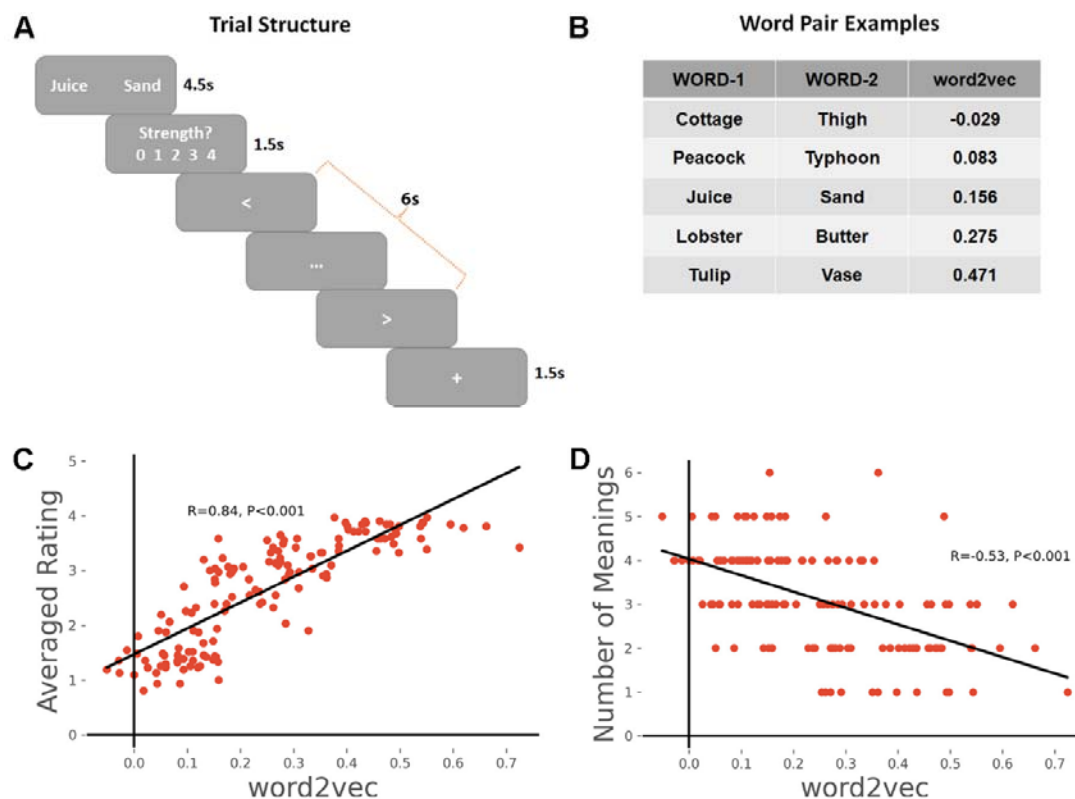 A
Trial Structure
Juice Sand
4.5s
Strength?
0 1 2 3 4
1.5s
<
6s
...
>
+
1.5s
B
Word Pair Examples
WORD-1 WORD-2 word2vec
Cottage Thigh -0.029
Peacock Typhoon 0.083
Juice Sand 0.156
Lobster Butter 0.275
Tulip Vase 0.471
C
5
4
3
2
1
0
Averaged Rating
R=0.84, P<0.001
0.0 0.1 0.2 0.3 0.4 0.5 0.6 0.7
word2vec
D
6
5
4
3
2
1
0
Number of Meanings
R=-0.53, P<0.001
0.0 0.1 0.2 0.3 0.4 0.5 0.6 0.7
word2vec